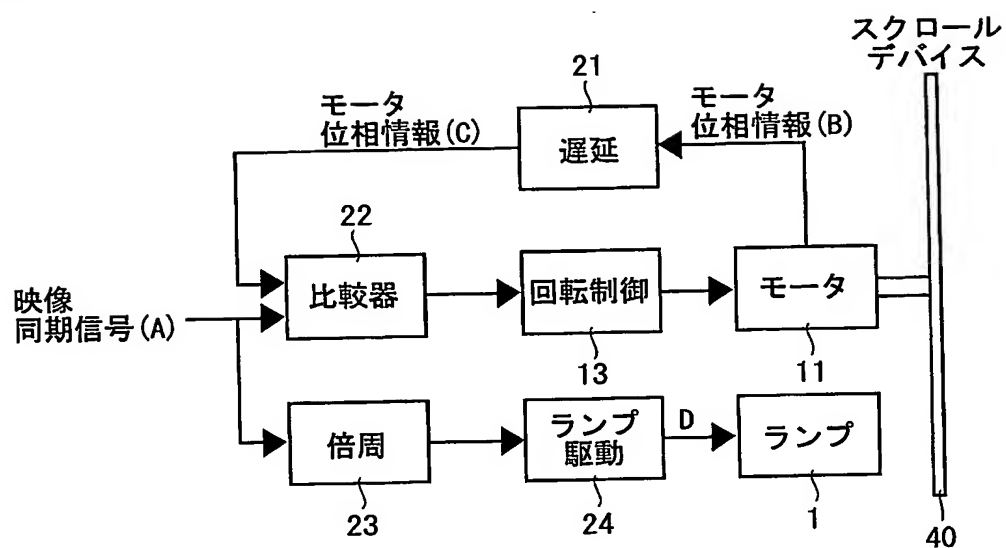 スクロール
デバイス
21
モータ
位相情報(C)
モータ
位相情報(B)
遅延
22
比較器
回転制御
モータ
映像
同期信号(A)
13
11
倍周
ランプ
駆動
D
ランプ
23
24
1
40